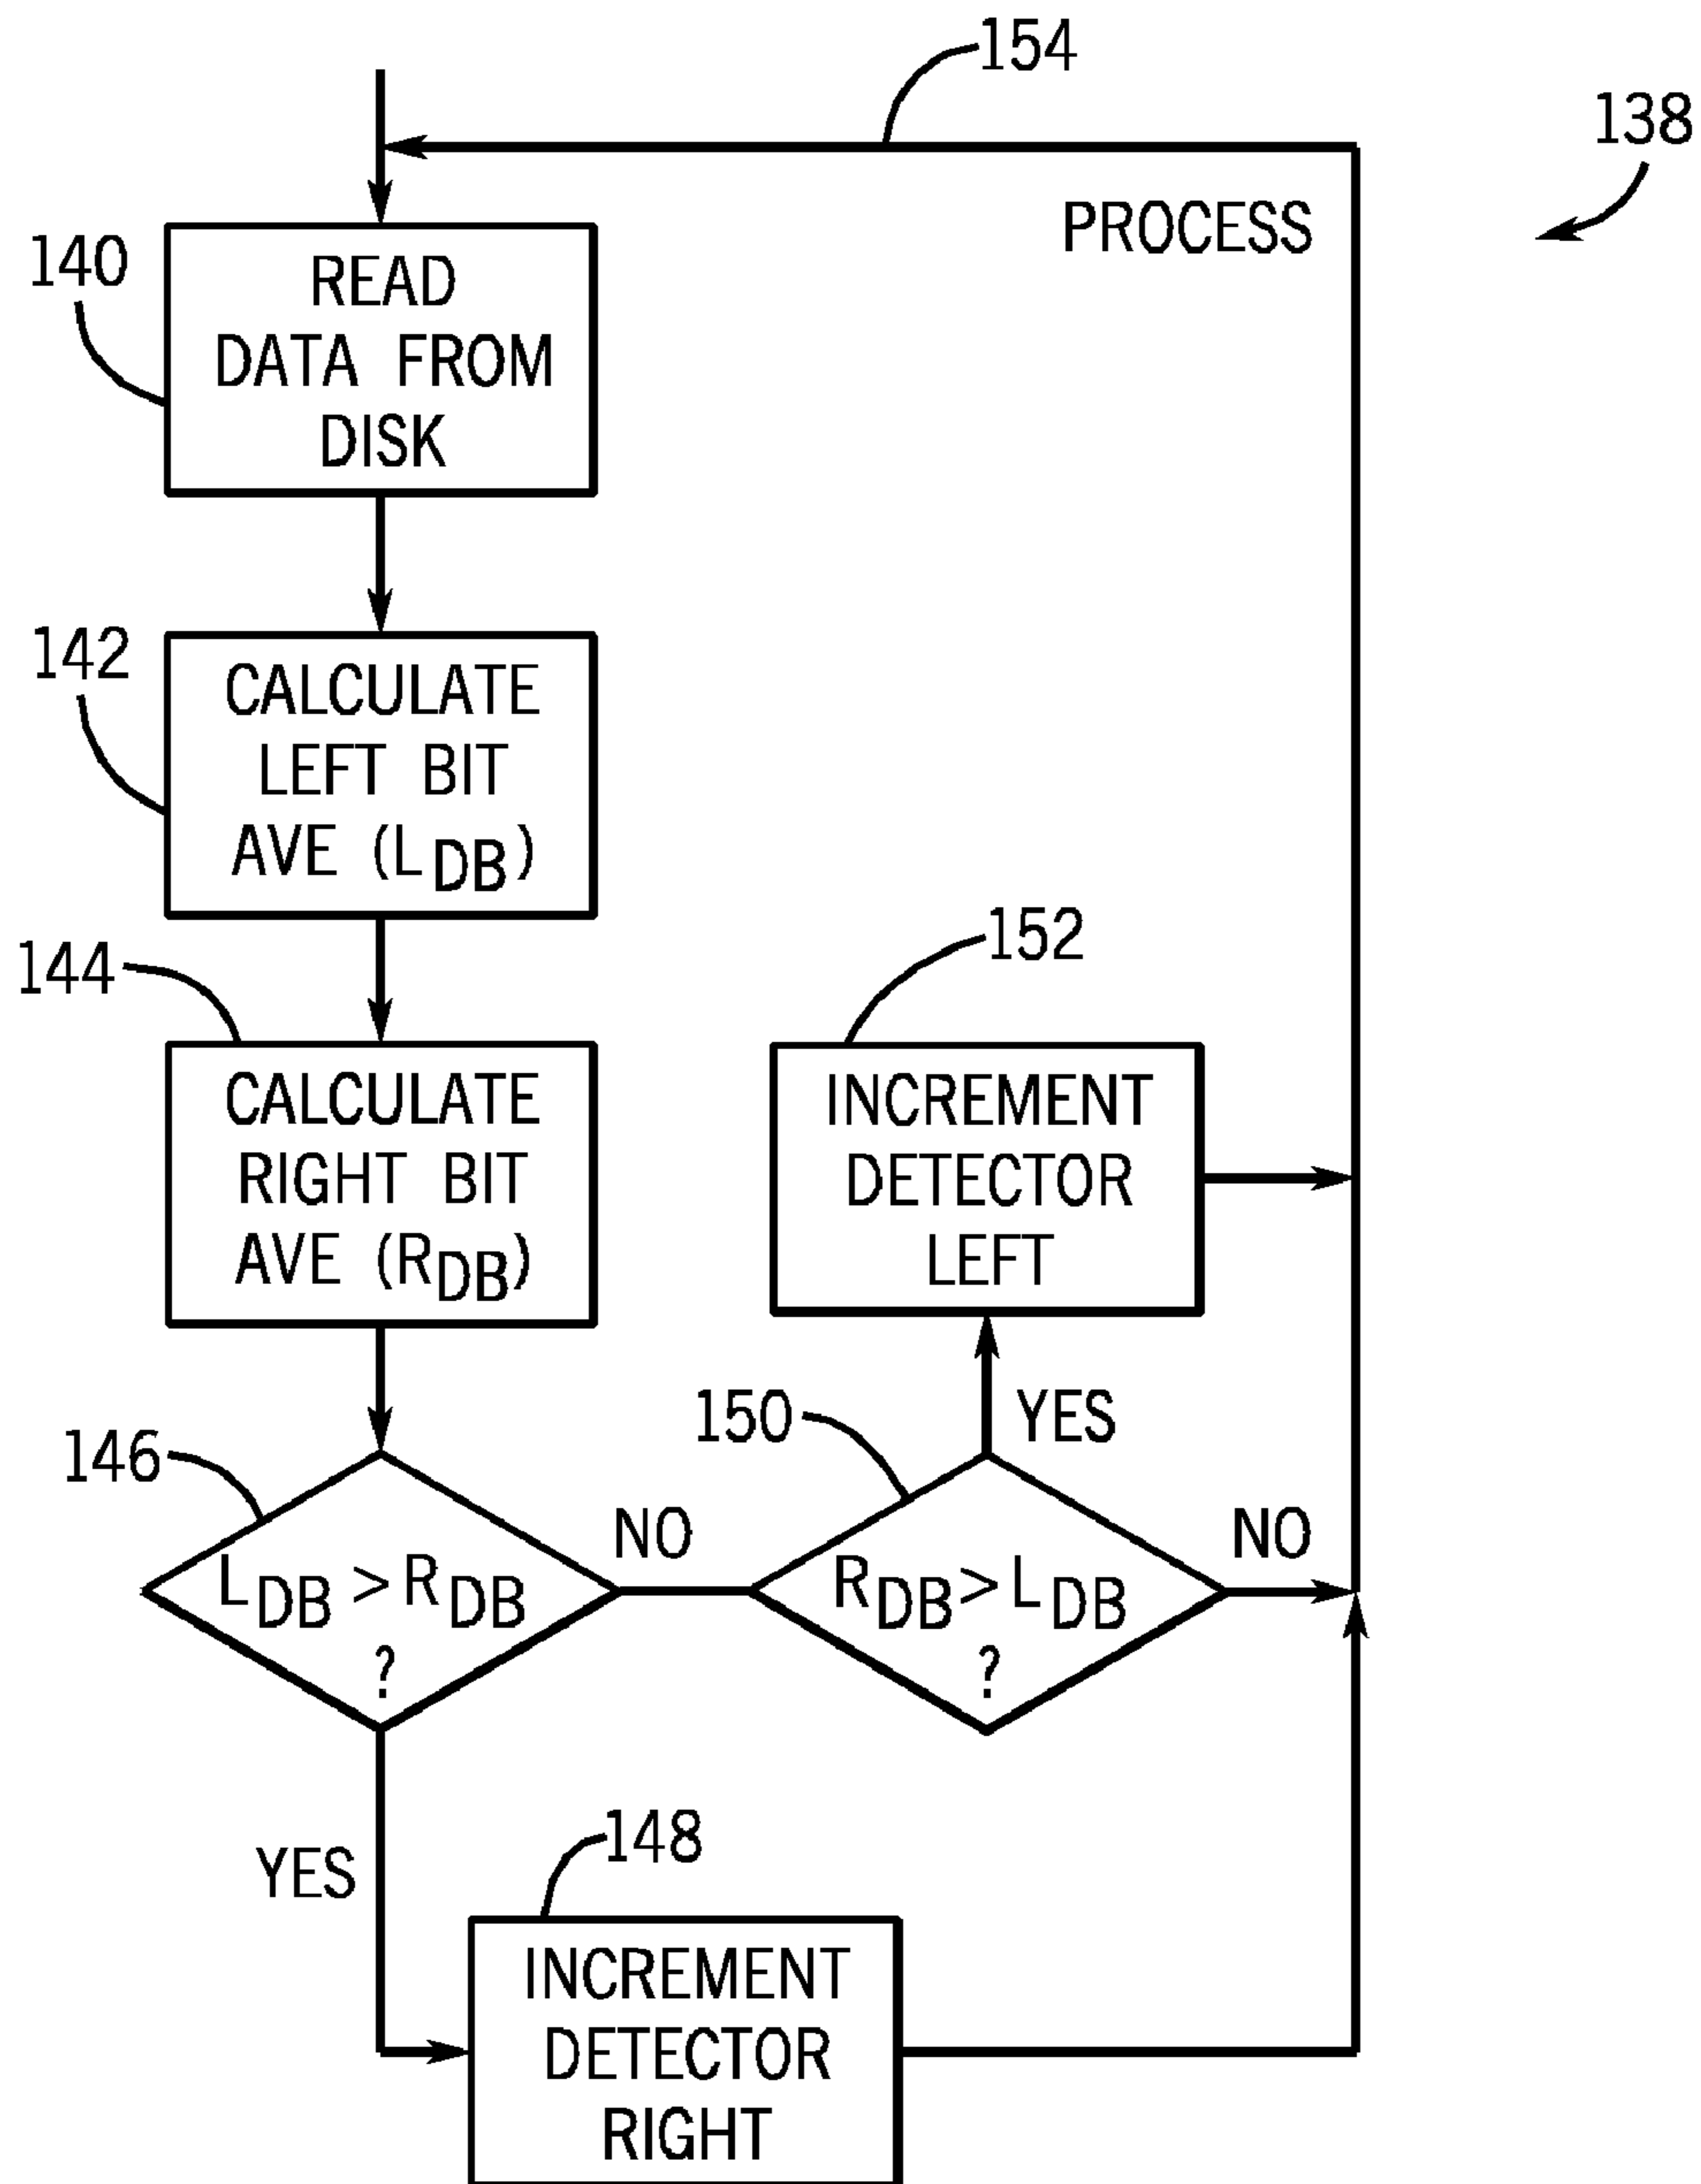 154
138
PROCESS
140
READ
DATA FROM
DISK
142
CALCULATE
LEFT BIT
AVE (LDB)
144
CALCULATE
RIGHT BIT
AVE (RDB)
152
INCREMENT
DETECTOR
LEFT
146
LDB > RDB
?
NO
150
YES
RDB > LDB
?
NO
YES
148
INCREMENT
DETECTOR
RIGHT